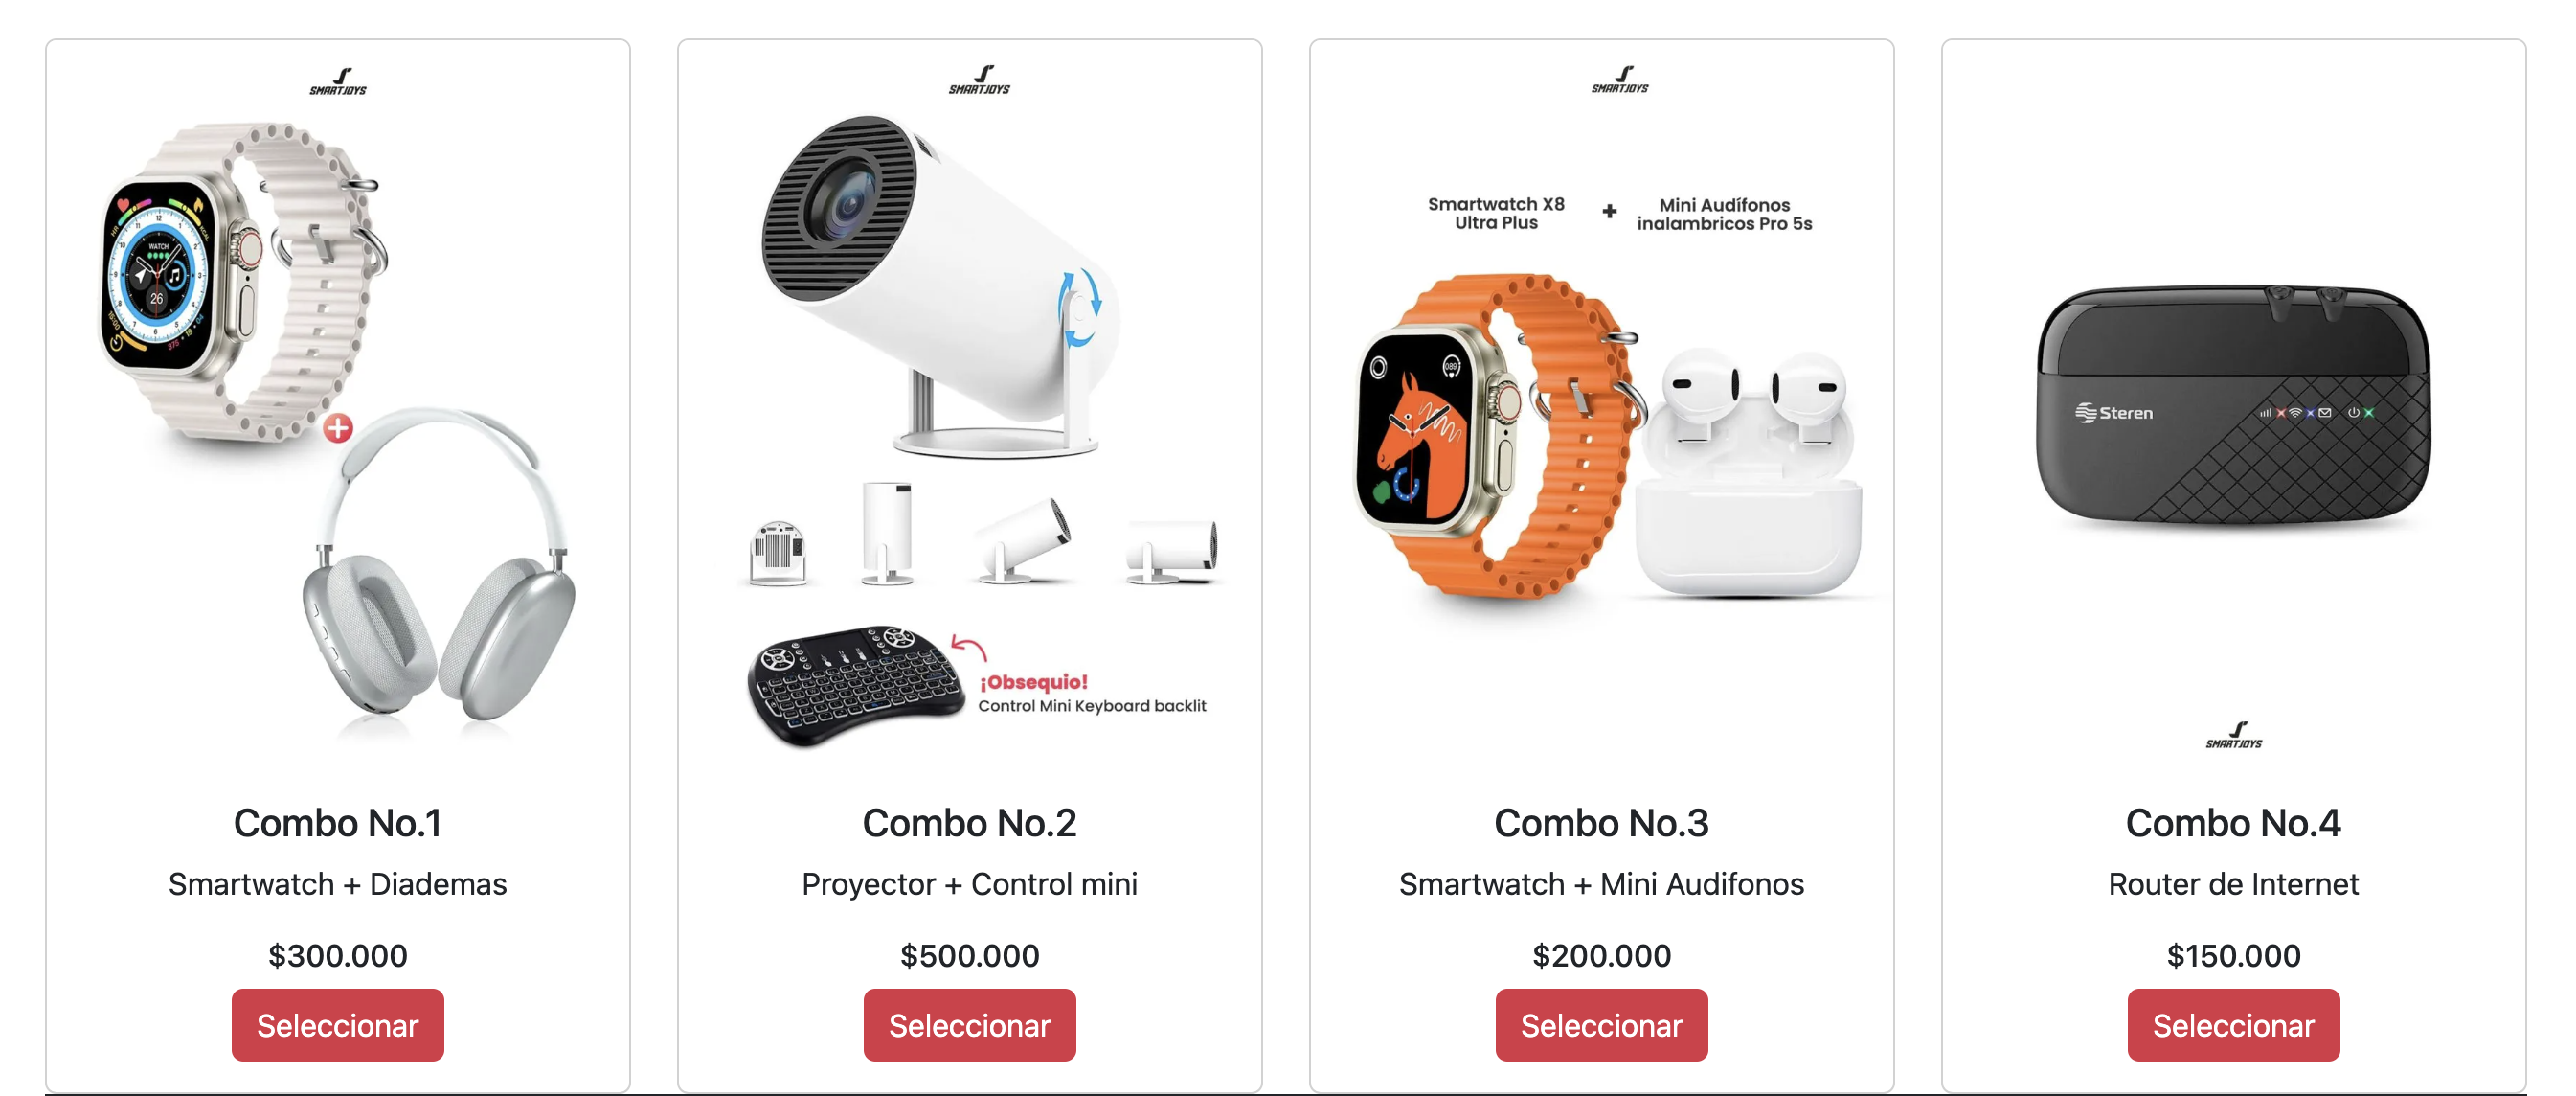 SMARTJOYS
WATCH
26
Combo No.1
Smartwatch + Diademas
$300.000
Seleccionar
SMARTJOYS
¡Obsequio!
Control Mini Keyboard backlit
Combo No.2
Proyector + Control mini
$500.000
Seleccionar
SMARTJOYS
Smartwatch X8
Ultra Plus
+
Mini Audífonos
inalambricos Pro 5s
089
Combo No.3
Smartwatch + Mini Audifonos
$200.000
Seleccionar
Steren
SMARTJOYS
Combo No.4
Router de Internet
$150.000
Seleccionar